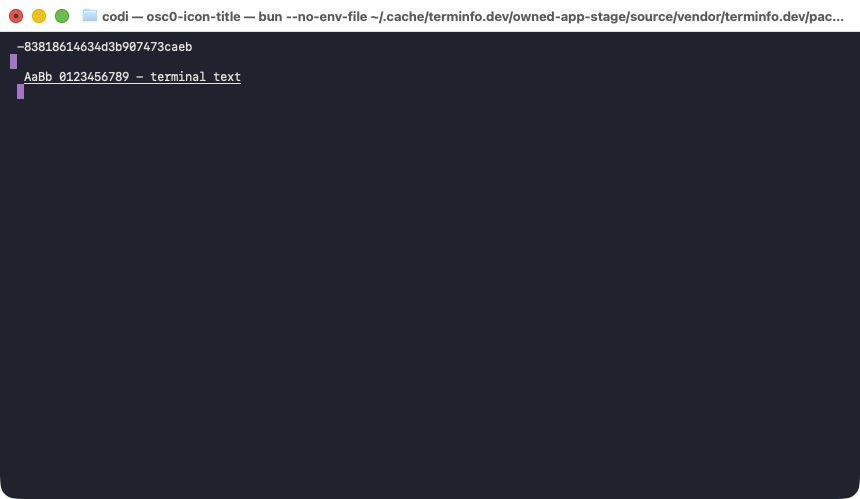 codi — osc0-icon-title — bun --no-env-file ~/.cache/terminfo.dev/owned-app-stage/source/vendor/terminfo.dev/pac...
-83818614634d3b907473caeb
AaBb 0123456789 — terminal text